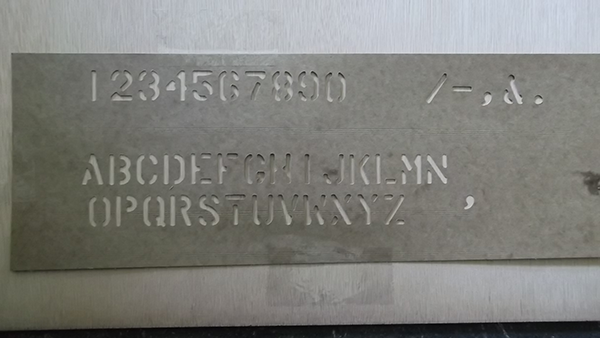 1234567890 /-,&.
ABCDEFGHIJKLMN
OPQRSTUVWXYZ ,